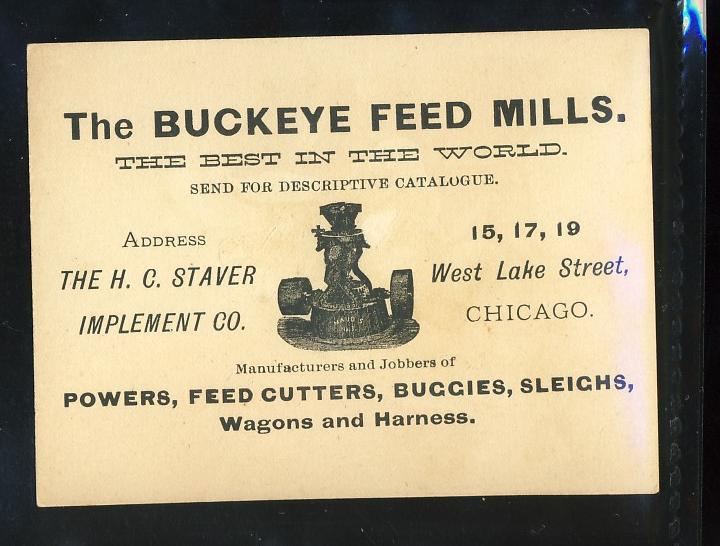 The BUCKEYE FEED MILLS.
THE BEST IN THE WORLD.
SEND FOR DESCRIPTIVE CATALOGUE.
ADDRESS
THE H. C. STAVER
IMPLEMENT CO.
15, 17, 19
West Lake Street,
CHICAGO.
Manufacturers and Jobbers of
POWERS, FEED CUTTERS, BUGGIES, SLEIGHS,
Wagons and Harness.